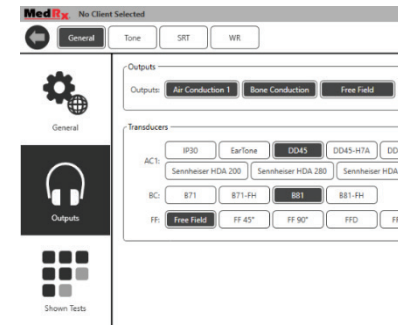 MedRx No Client Selected
General Tone SRT WR
Outputs
Outputs: Air Conduction 1 Bone Conduction Free Field
General
Transducers
AC1: IP30 EarTone DD45 DD45-H7A DD
Sennheiser HDA 200 Sennheiser HDA 280 Sennheiser HDA
BC: B71 B71-FH B81 B81-FH
Outputs
FF: Free Field FF 45° FF 90° FFD
Shown Tests